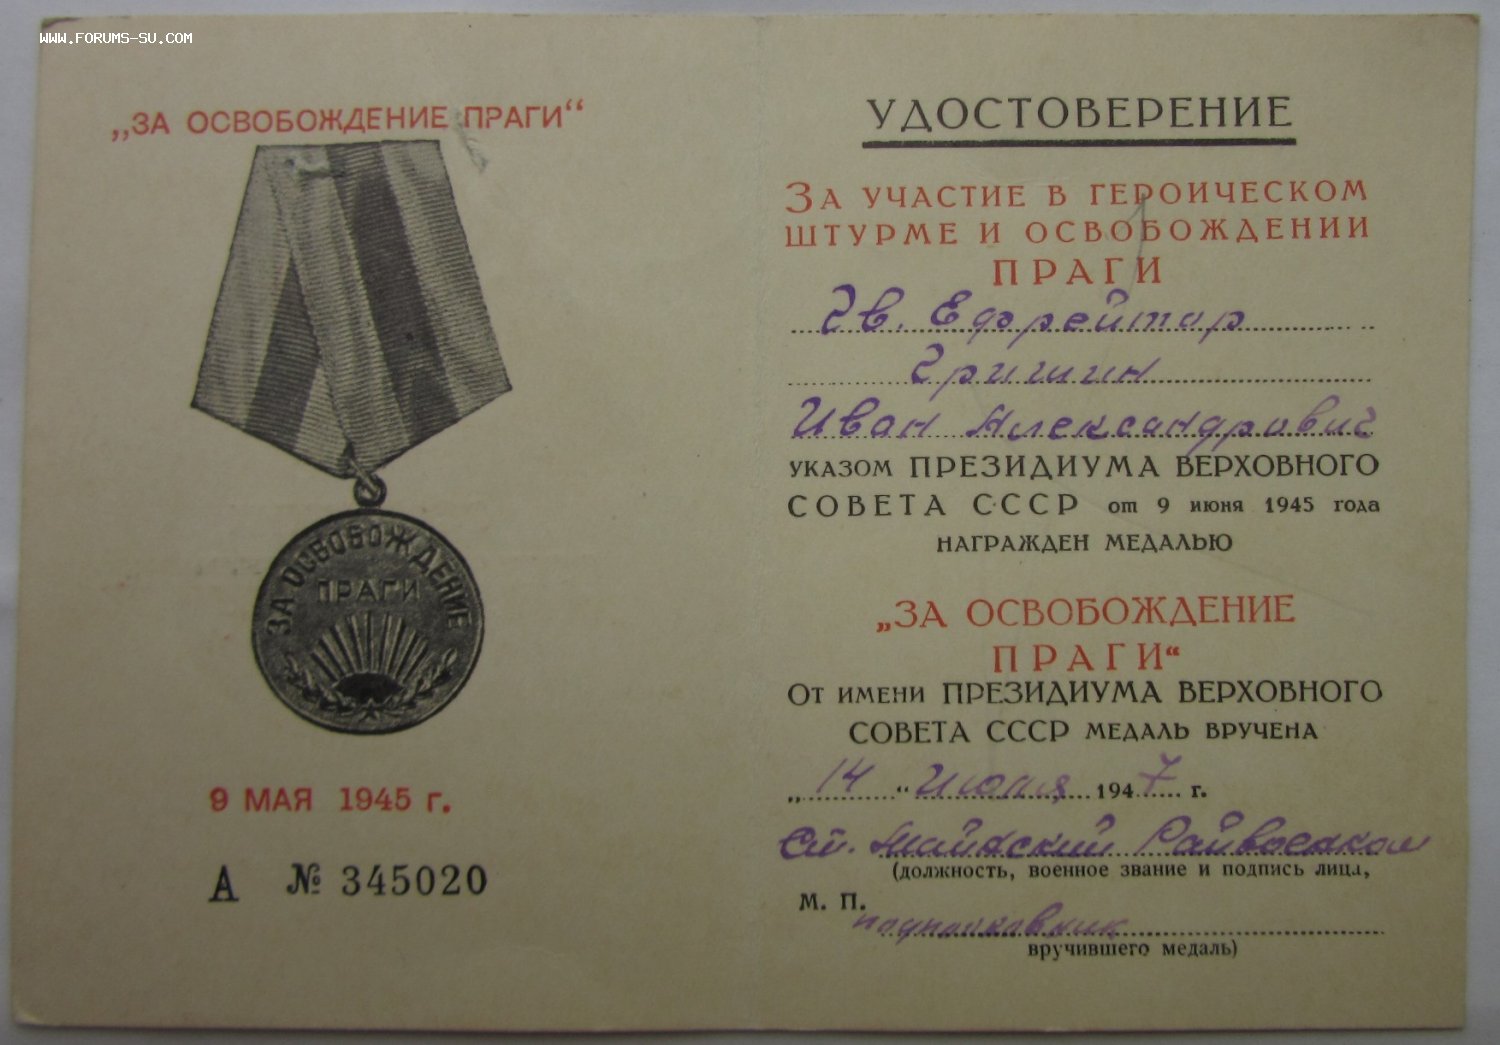 WWW.FORUMS-SU.COM
„ЗА ОСВОБОЖДЕНИЕ ПРАГИ“
ЗА ОСВОБОЖДЕНИЕ
ПРАГИ
9 МАЯ 1945 г.
А № 345020
УДОСТОВЕРЕНИЕ
ЗА УЧАСТИЕ В ГЕРОИЧЕСКОМ
ШТУРМЕ И ОСВОБОЖДЕНИИ
ПРАГИ
Гв. Ефрейтор
Гришин
Иван Александрович
УКАЗОМ ПРЕЗИДИУМА ВЕРХОВНОГО
СОВЕТА СССР от 9 июня 1945 года
НАГРАЖДЕН МЕДАЛЬЮ
„ЗА ОСВОБОЖДЕНИЕ
ПРАГИ“
ОТ ИМЕНИ ПРЕЗИДИУМА ВЕРХОВНОГО
СОВЕТА СССР МЕДАЛЬ ВРУЧЕНА
„14“ Июля 1947 г.
Райвоенком
(должность, военное звание и подпись лица,
М. П.
подполковник
вручившего медаль)